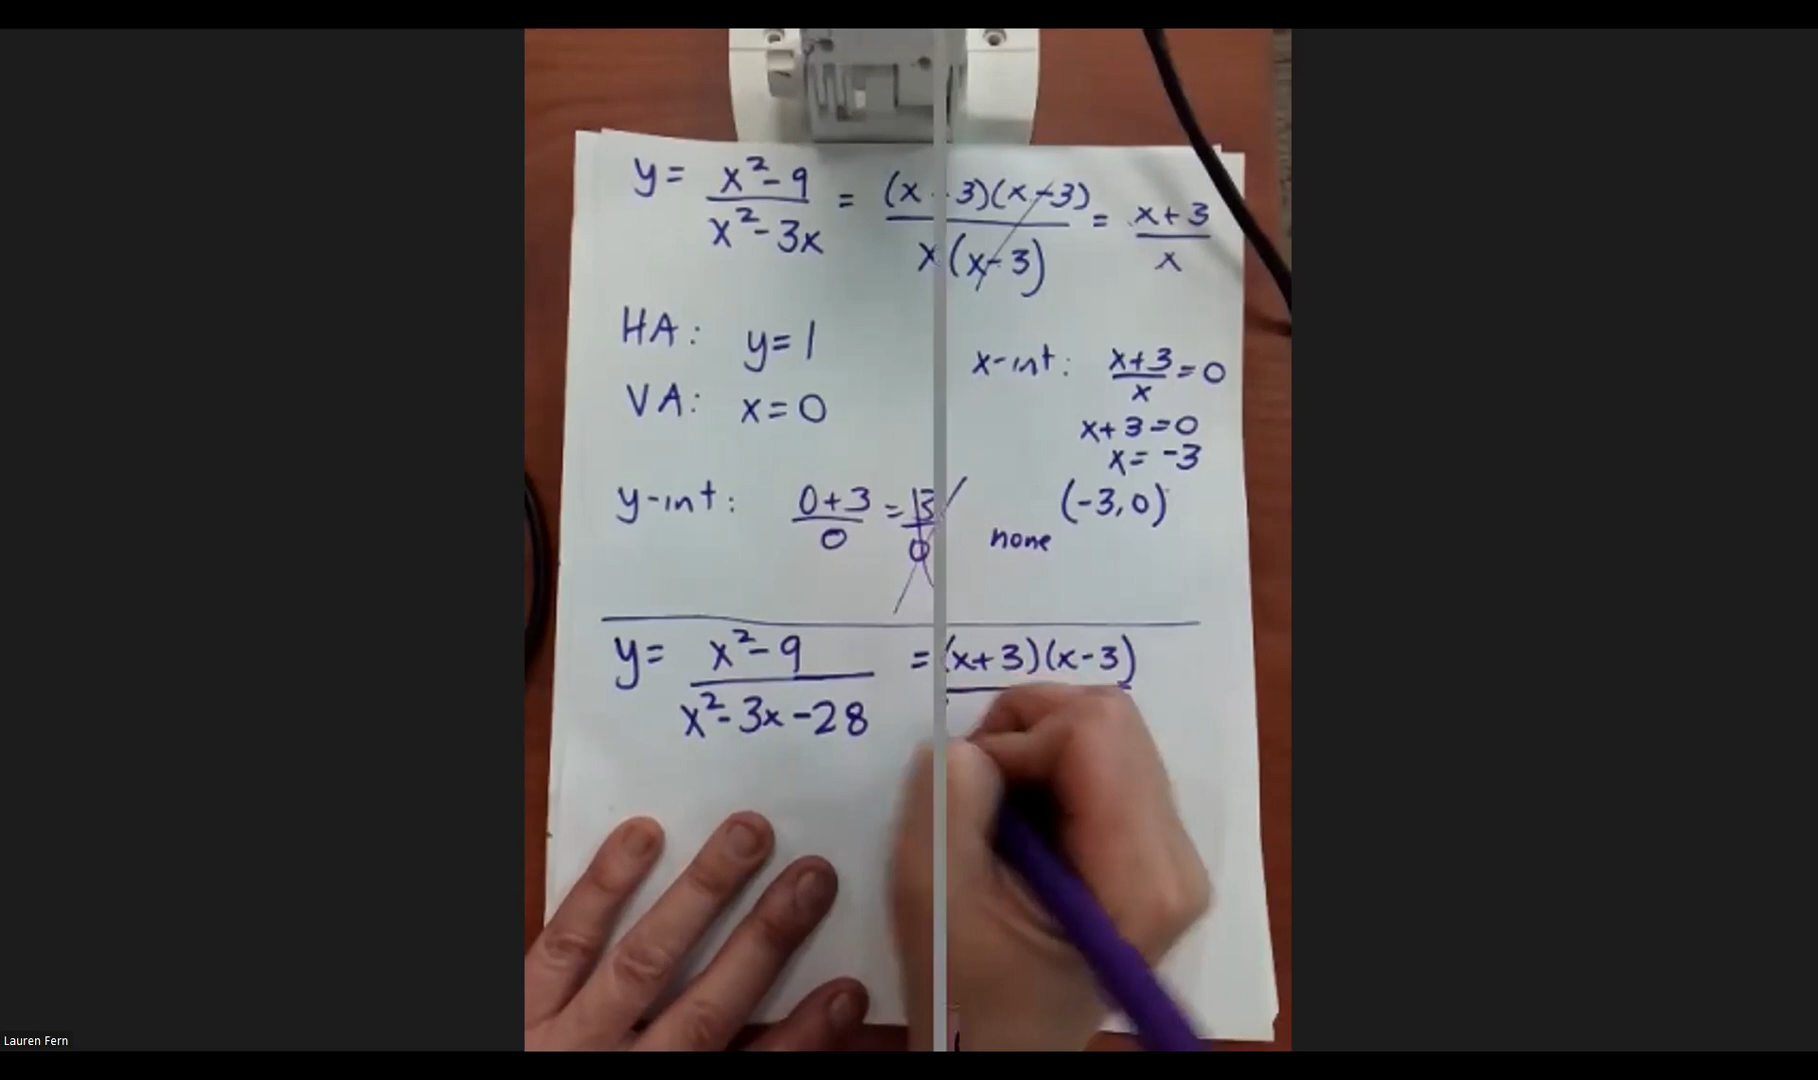 y = x²-9 / x²-3x = (x - 3)(x-3) / x(x-3) = x+3 / x
HA: y=1
VA: x=0
x-int: x+3 / x = 0
x+3=0
x= -3
(-3,0)
y-int: 0+3 / 0 = 3 / 0 none
y= x²-9 / x²-3x-28 = (x+3)(x-3)
Lauren Fern